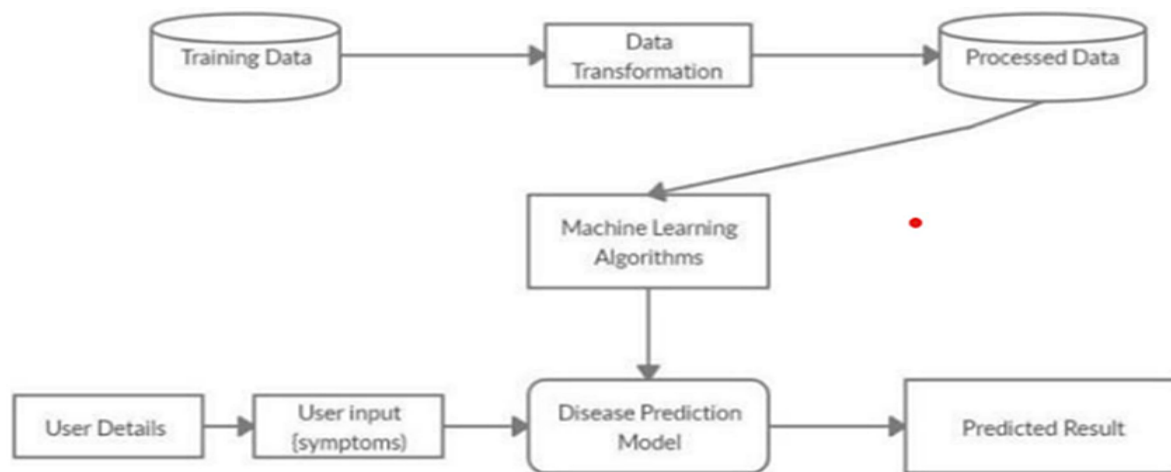 Training Data
Data
Transformation
Processed Data
Machine Learning
Algorithms
User Details
User input
(symptoms)
Disease Prediction
Model
Predicted Result